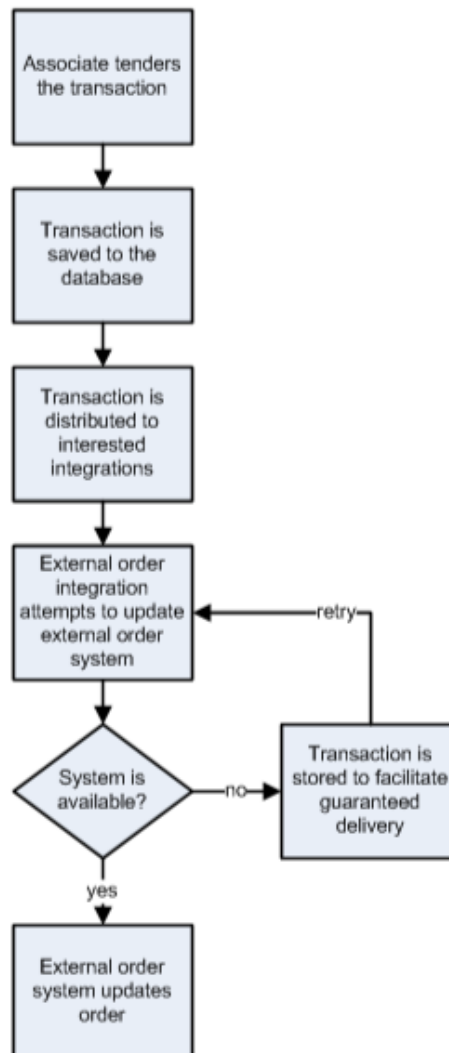 Associate tenders
the transaction
Transaction is
saved to the
database
Transaction is
distributed to
interested
integrations
External order
integration
attempts to update
external order
system
retry
System is
available?
no
Transaction is
stored to facilitate
guaranteed
delivery
yes
External order
system updates
order